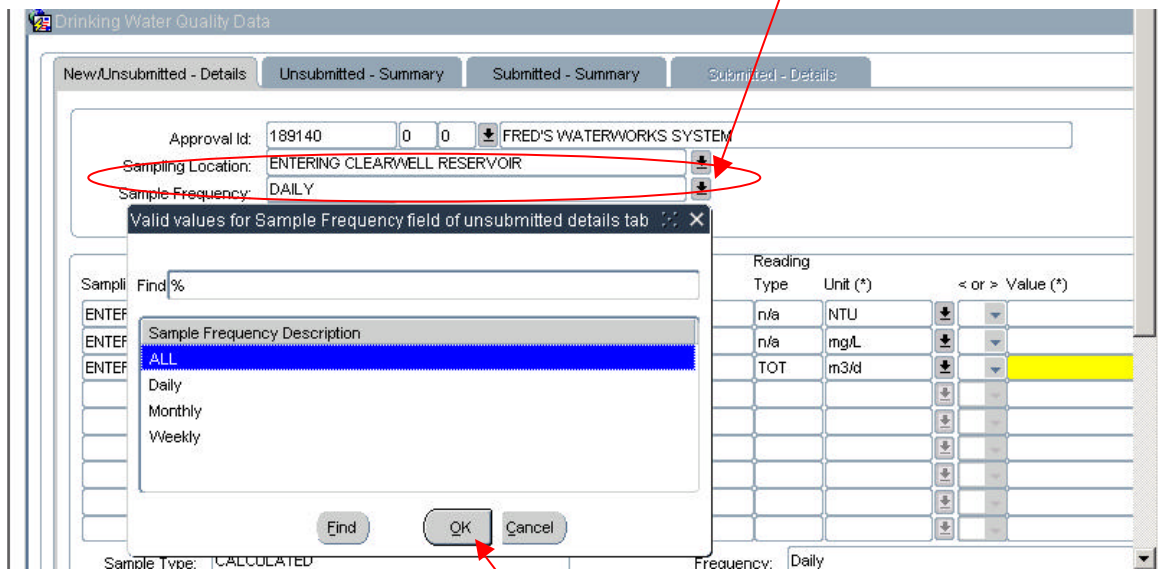 Drinking Water Quality Data
New/Unsubmitted - Details Unsubmitted - Summary Submitted - Summary Submitted - Details
Approval Id: 189140 0 0 FRED'S WATERWORKS SYSTEM
Sampling Location: ENTERING CLEARWELL RESERVOIR
Sample Frequency: DAILY
Valid values for Sample Frequency field of unsubmitted details tab
Find %
Sample Frequency Description
ALL
Daily
Monthly
Weekly
Find OK Cancel
Reading
Sampli Type Unit (*) < or > Value (*)
ENTER n/a NTU
ENTER n/a mg/L
ENTER TOT m3/d
Sample Type: CALCULATED Frequency: Daily